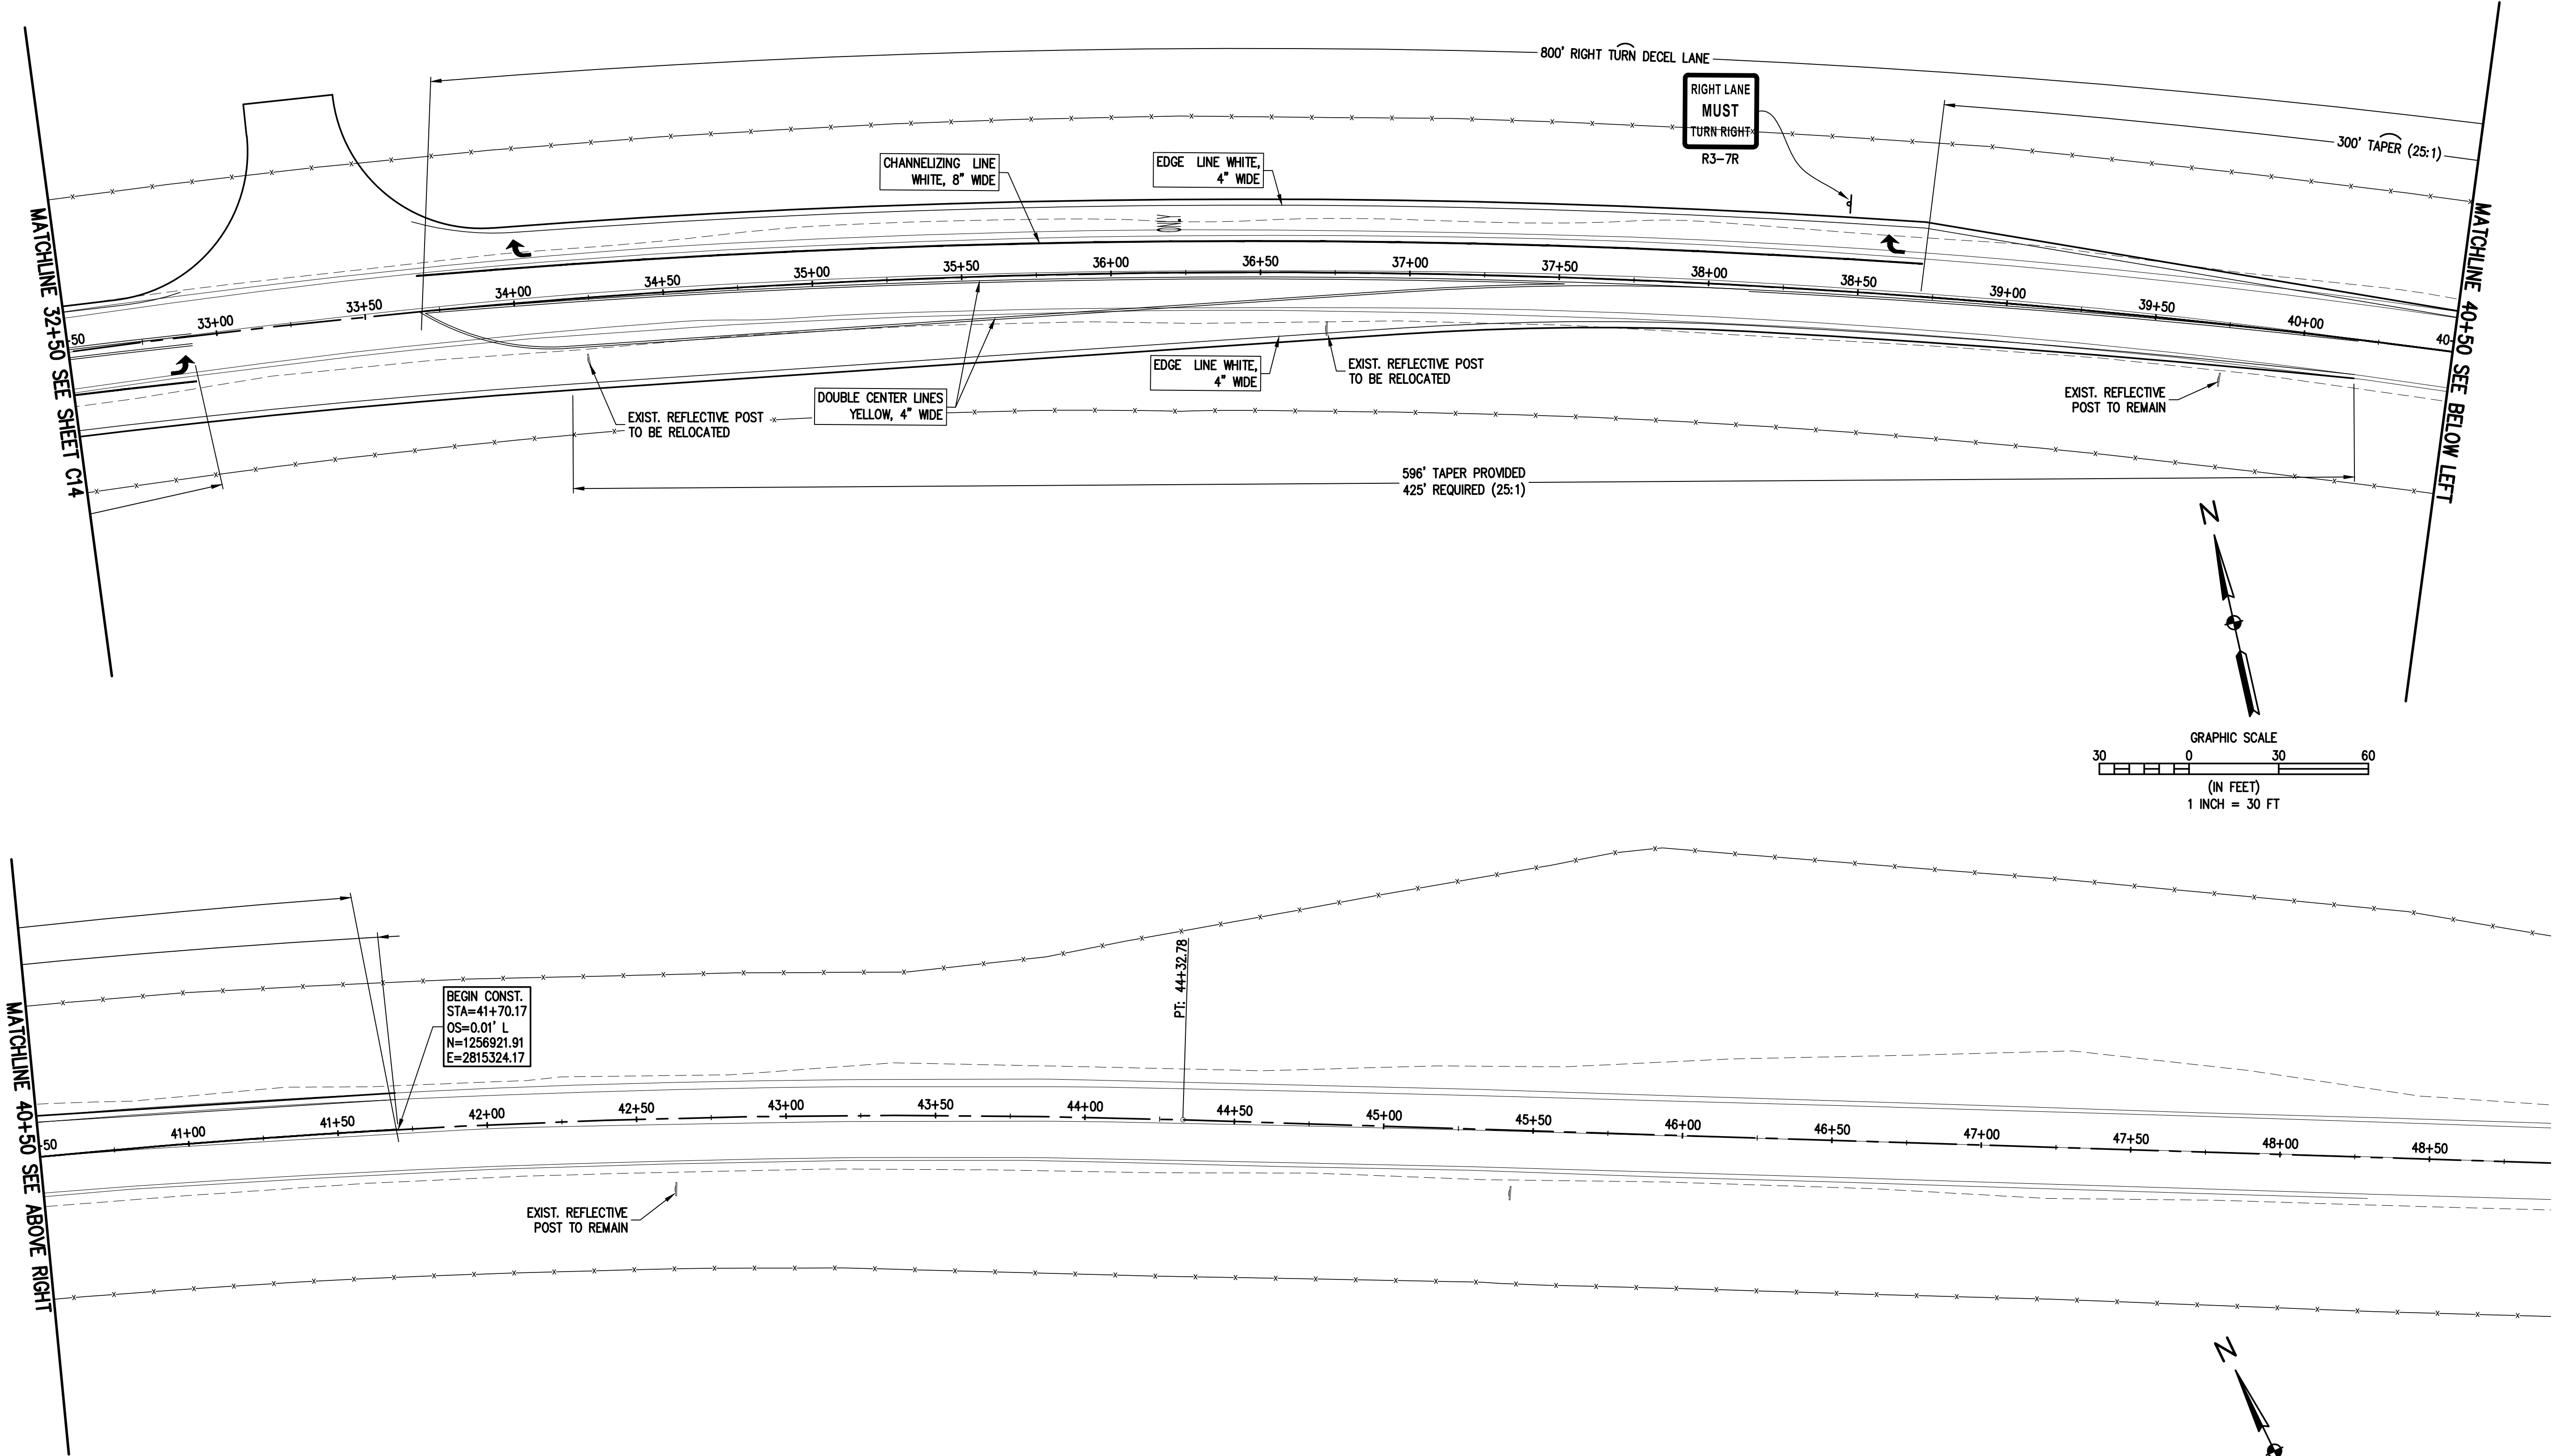 800' RIGHT TURN DECEL LANE
RIGHT LANE
MUST
TURN RIGHT
R3-7R
300' TAPER (25:1)
CHANNELIZING LINE
WHITE, 8" WIDE
EDGE LINE WHITE,
4" WIDE
MATCHLINE 32+50 SEE SHEET C14
MATCHLINE 40+50 SEE BELOW LEFT
50
33+00
33+50
34+00
34+50
35+00
35+50
36+00
36+50
37+00
37+50
38+00
38+50
39+00
39+50
40+00
40
EXIST. REFLECTIVE POST
TO BE RELOCATED
DOUBLE CENTER LINES
YELLOW, 4" WIDE
EDGE LINE WHITE,
4" WIDE
EXIST. REFLECTIVE POST
TO BE RELOCATED
EXIST. REFLECTIVE
POST TO REMAIN
596' TAPER PROVIDED
425' REQUIRED (25:1)
N
GRAPHIC SCALE
30 0 30 60
(IN FEET)
1 INCH = 30 FT
MATCHLINE 40+50 SEE ABOVE RIGHT
BEGIN CONST.
STA=41+70.17
OS=0.01' L
N=1256921.91
E=2815324.17
PT: 44+32.78
50
41+00
41+50
42+00
42+50
43+00
43+50
44+00
44+50
45+00
45+50
46+00
46+50
47+00
47+50
48+00
48+50
EXIST. REFLECTIVE
POST TO REMAIN
N